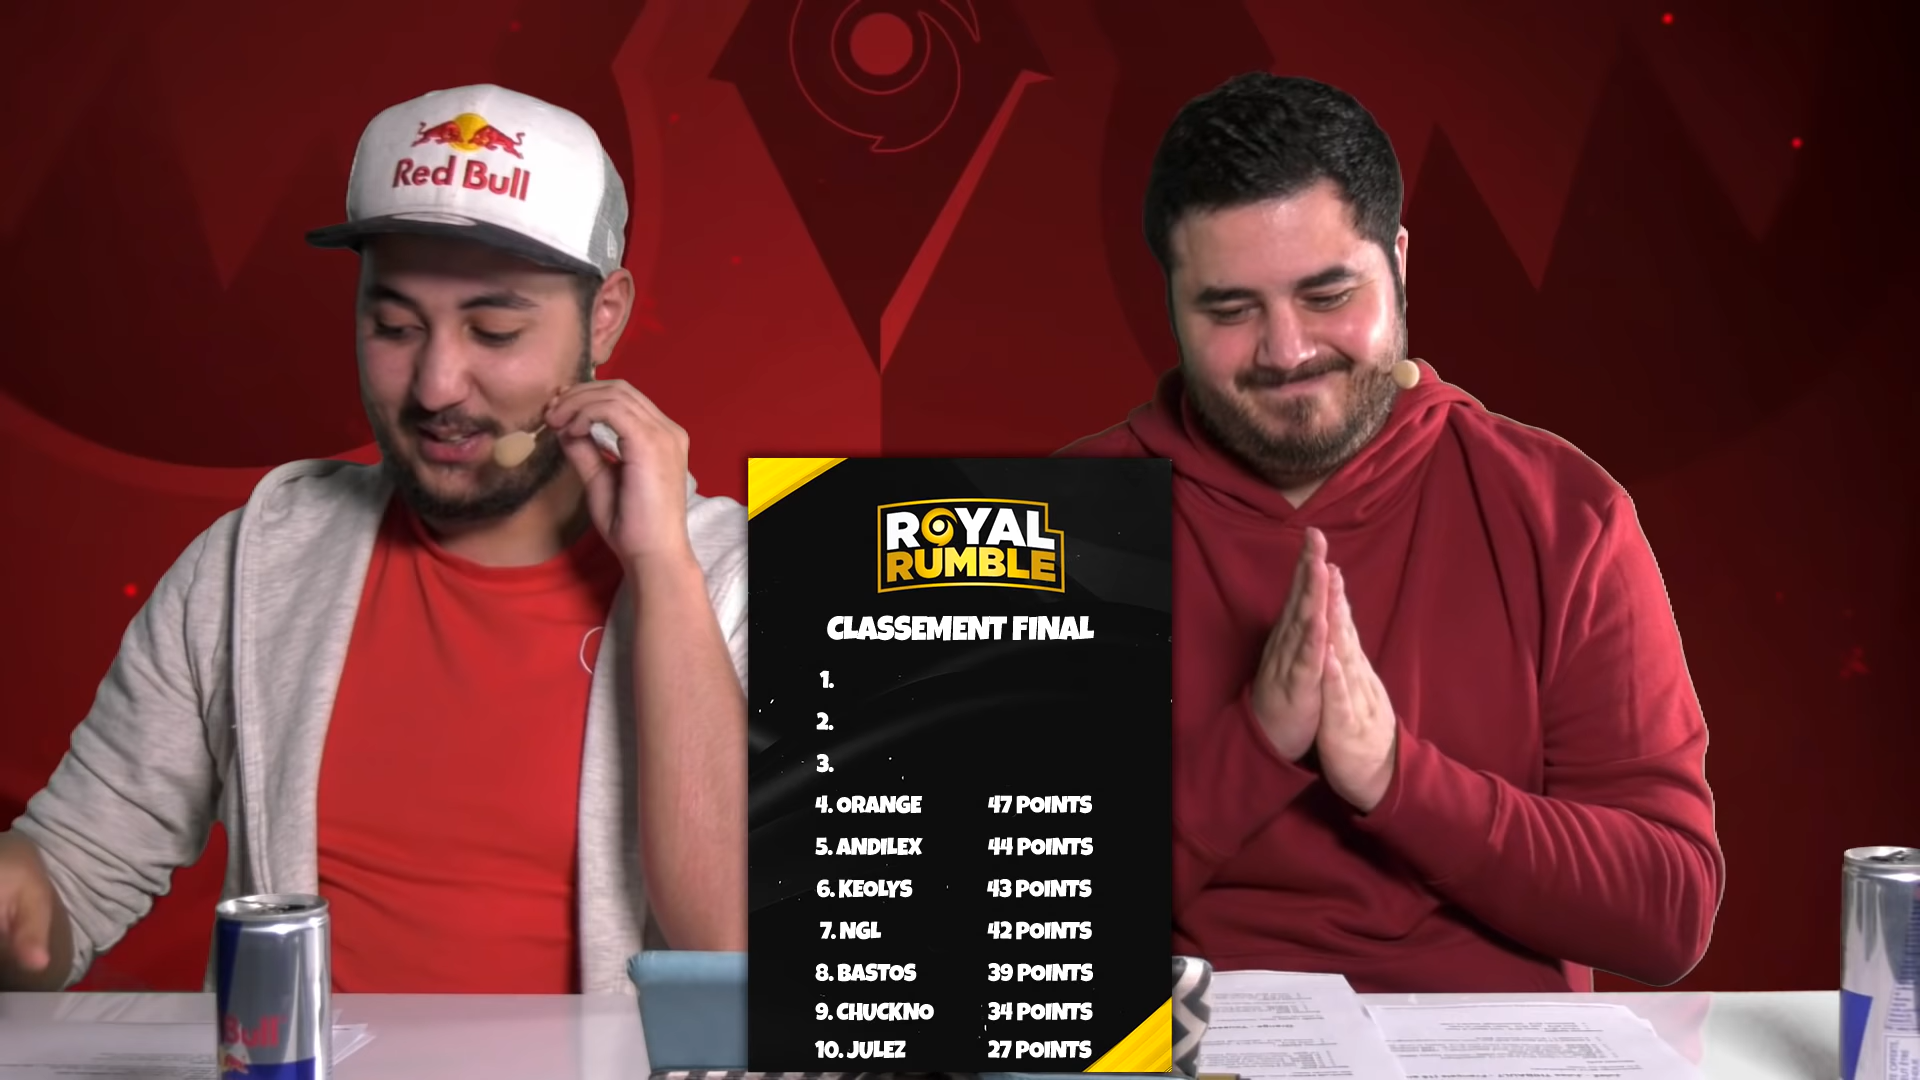 Red Bull
ROYAL
RUMBLE
CLASSEMENT FINAL
1.
2.
3.
4. ORANGE 47 POINTS
5. ANDILEX 44 POINTS
6. KEOLYS 43 POINTS
7. NGL 42 POINTS
8. BASTOS 39 POINTS
9. CHUCKNO 34 POINTS
10. JULEZ 27 POINTS
Bull